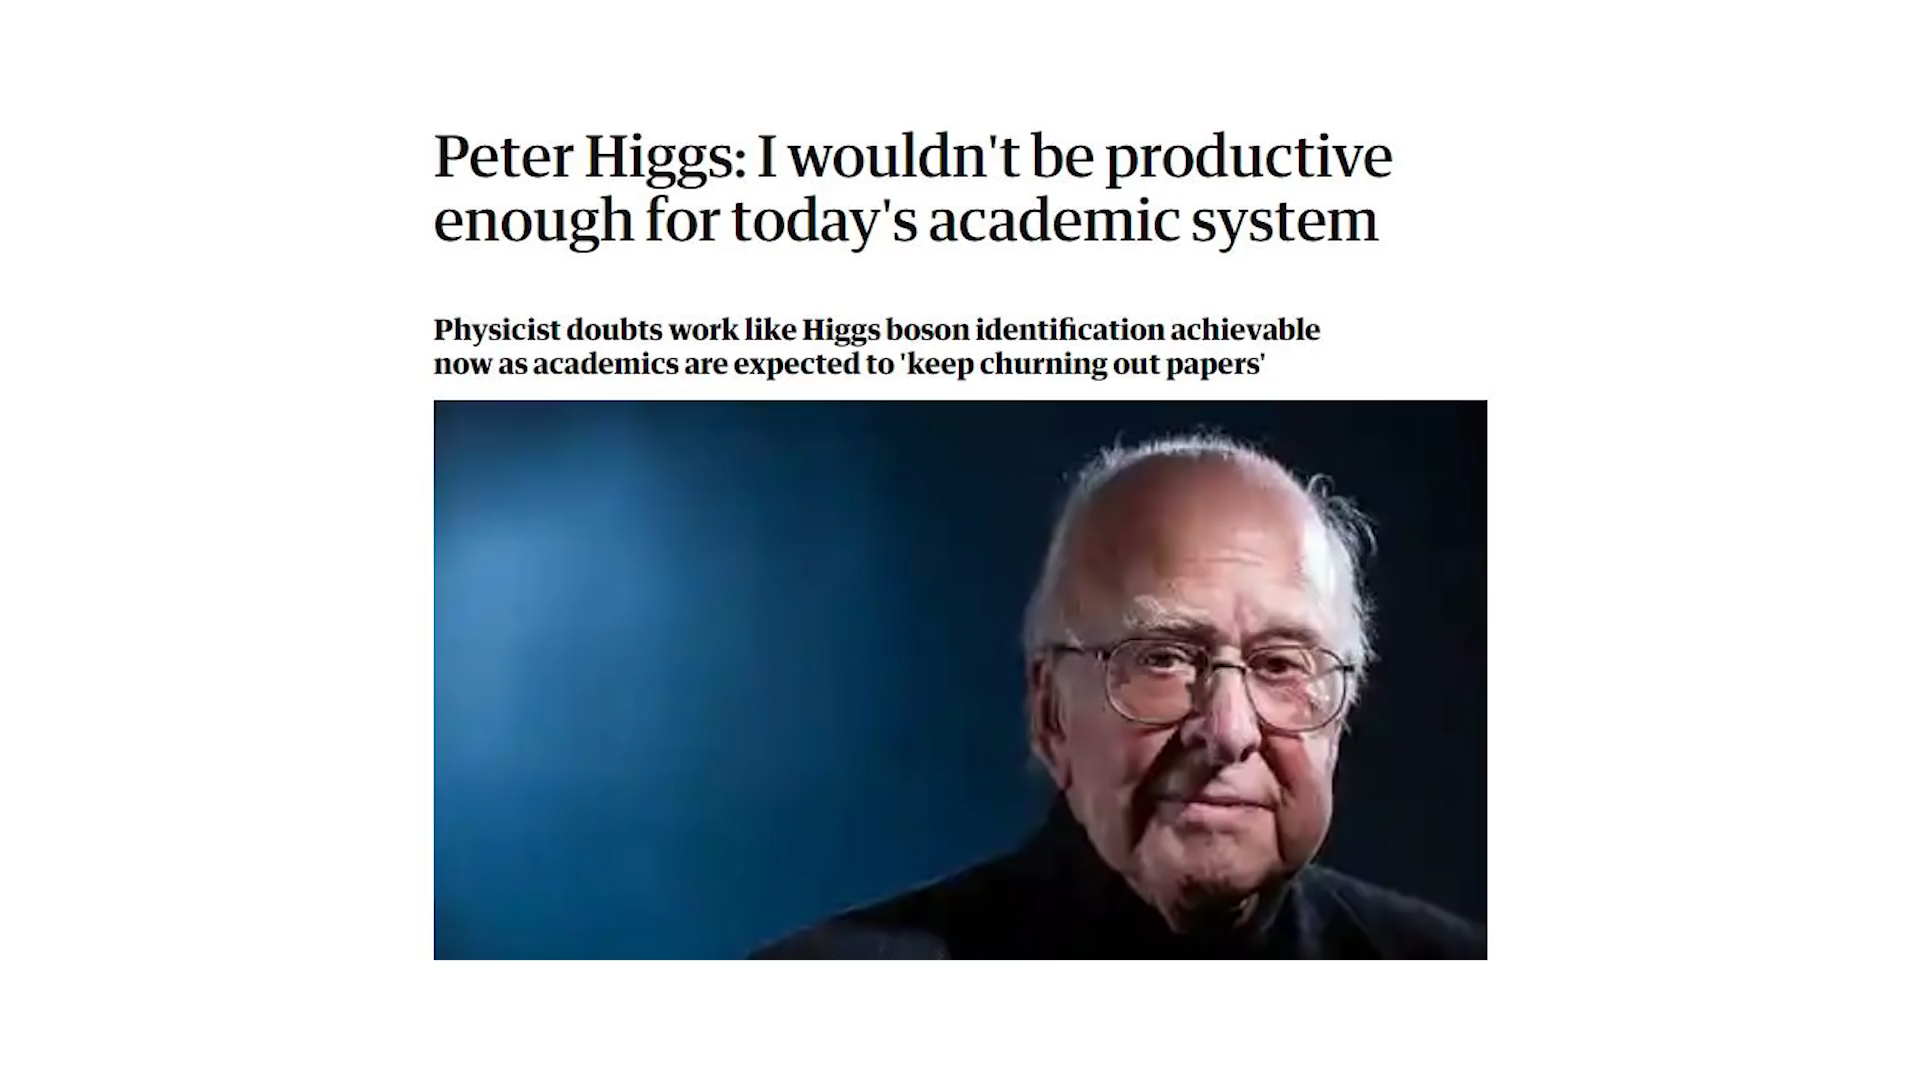 Peter Higgs: I wouldn't be productive
enough for today's academic system
Physicist doubts work like Higgs boson identification achievable
now as academics are expected to 'keep churning out papers'